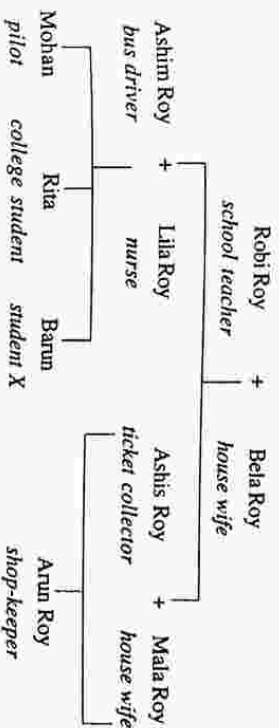 Robi Roy + Bela Roy
school teacher house wife
Ashim Roy + Lila Roy Ashis Roy + Mala Roy
bus driver nurse ticket collector house wife
Mohan Rita Barun Arun Roy
pilot college student student X shop-keeper